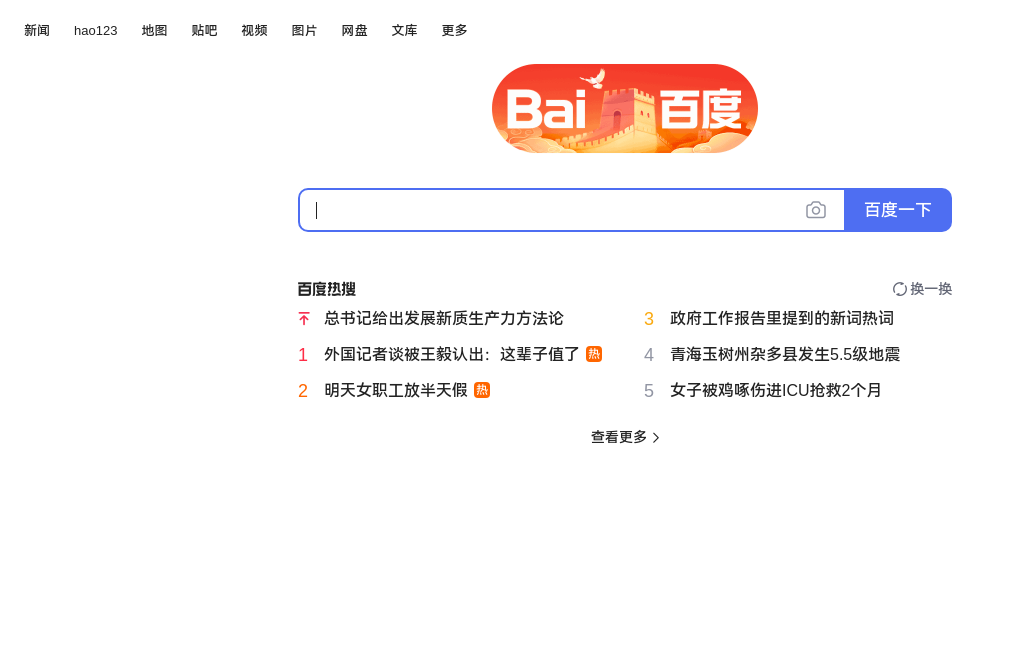 新闻 hao123 地图 贴吧 视频 图片 网盘 文库 更多
Bai 百度
百度一下
百度热搜 换一换
总书记给出发展新质生产力方法论
1 外国记者谈被王毅认出：这辈子值了 热
2 明天女职工放半天假 热
3 政府工作报告里提到的新词热词
4 青海玉树州杂多县发生5.5级地震
5 女子被鸡啄伤进ICU抢救2个月
查看更多